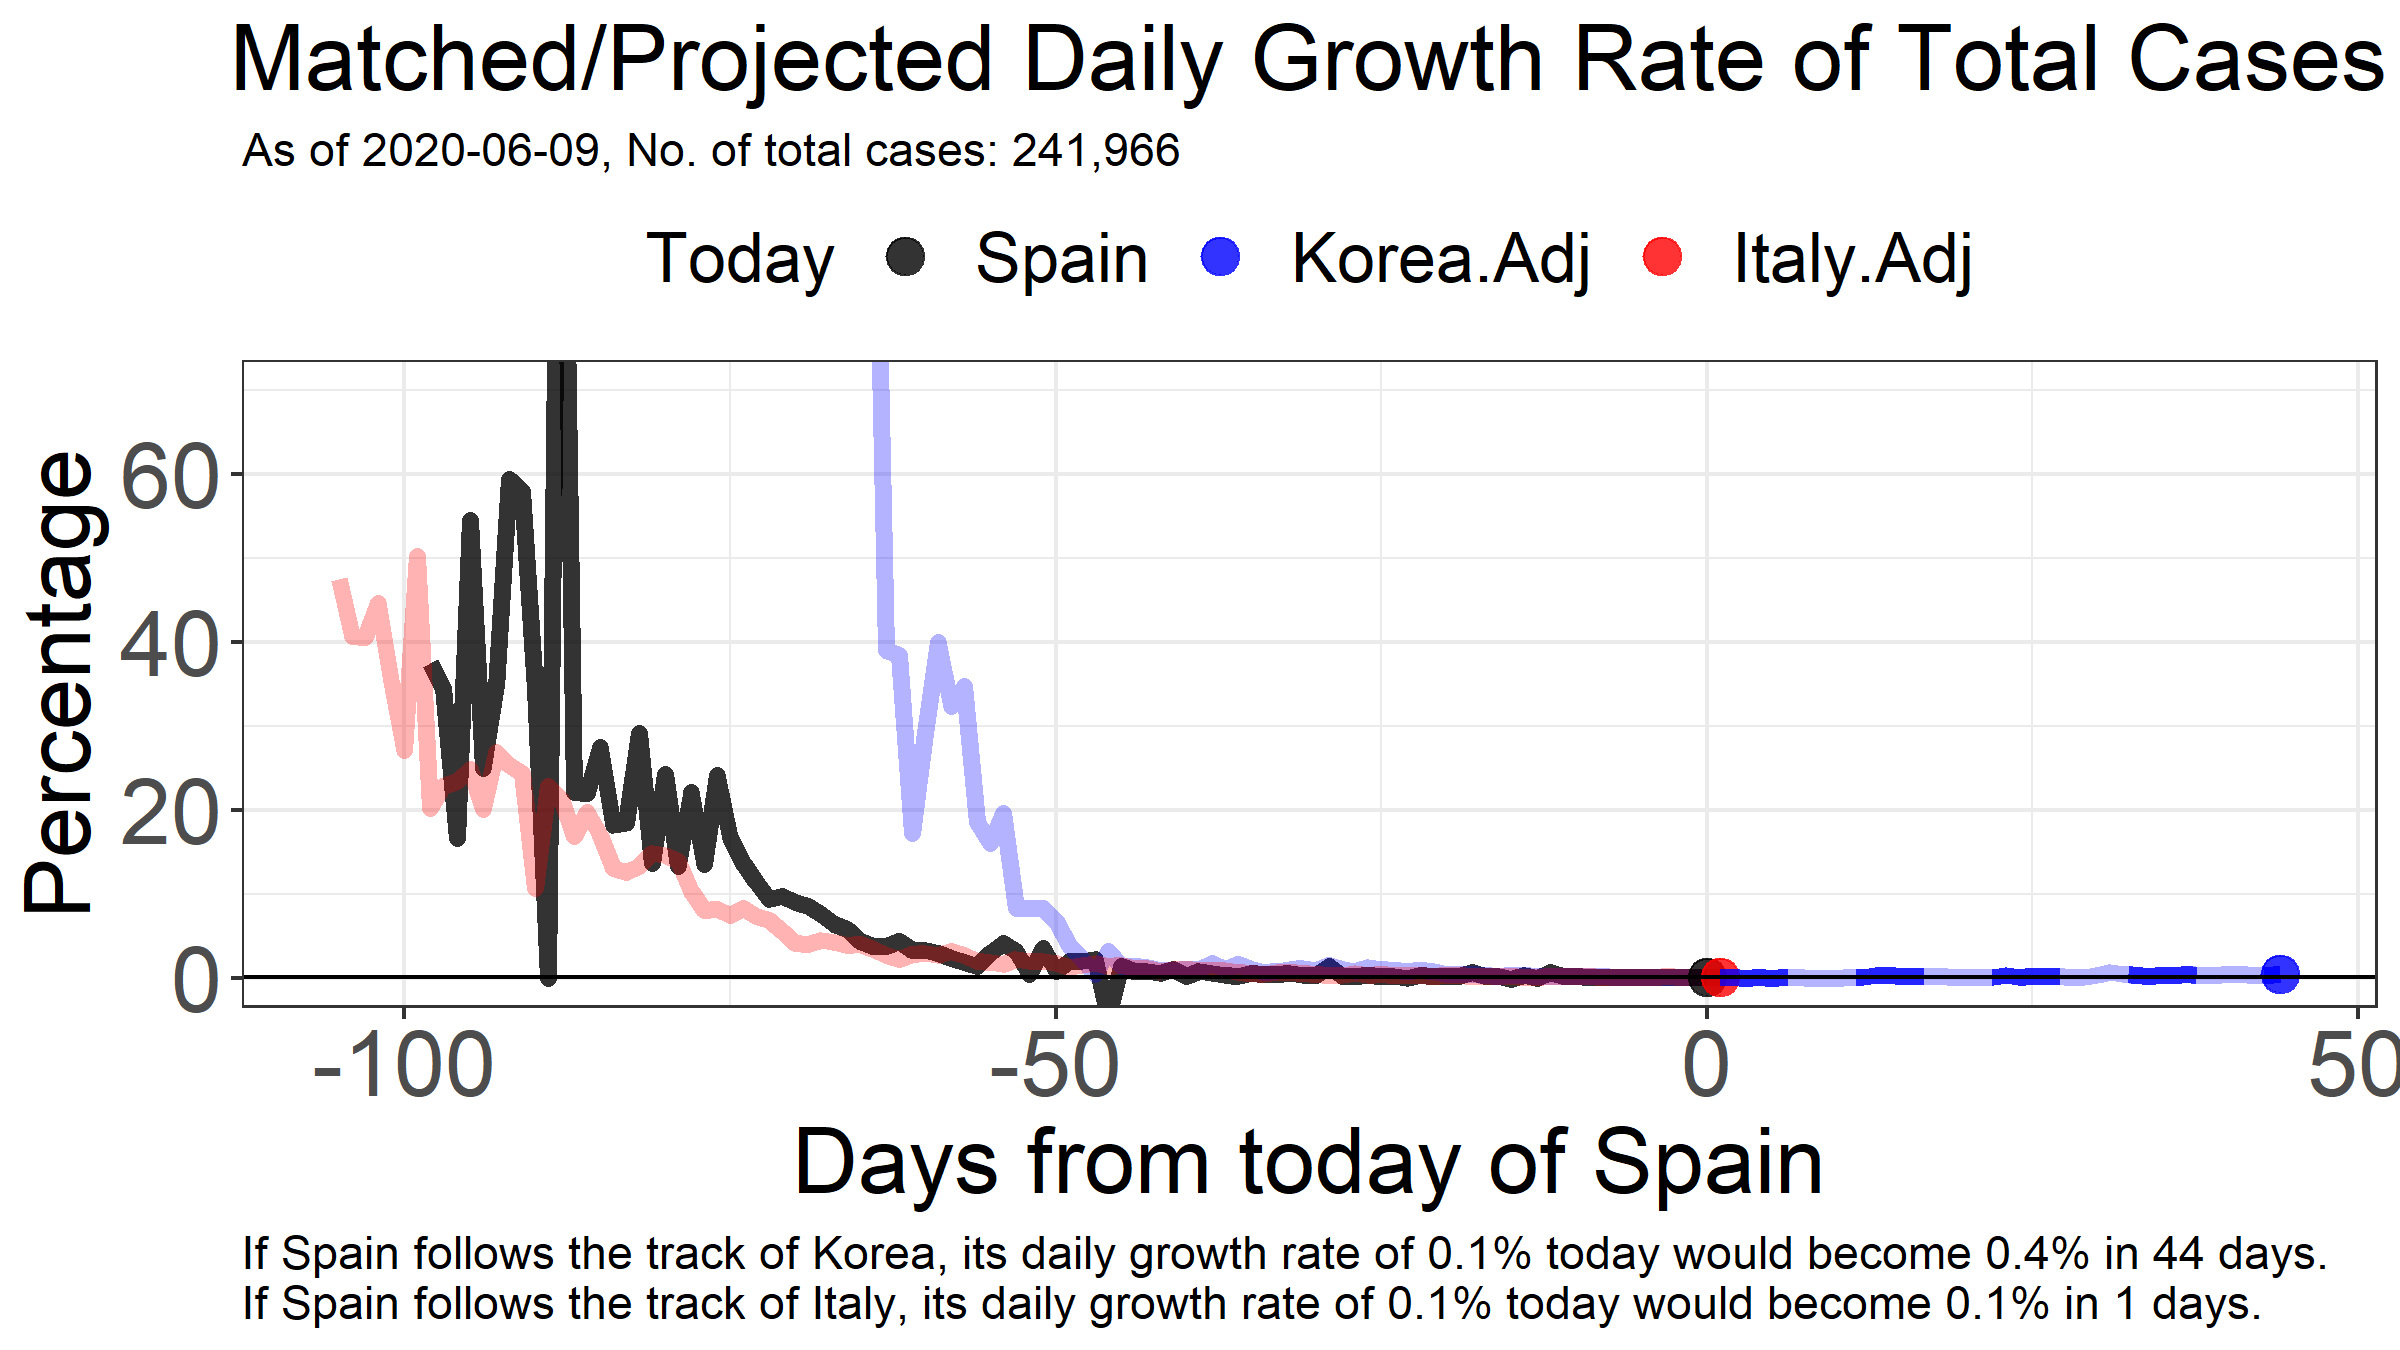 Matched/Projected Daily Growth Rate of Total Cases
As of 2020-06-09, No. of total cases: 241,966
Today Spain Korea.Adj Italy.Adj
Percentage
60
40
20
0
-100 -50 0 50
Days from today of Spain
If Spain follows the track of Korea, its daily growth rate of 0.1% today would become 0.4% in 44 days.
If Spain follows the track of Italy, its daily growth rate of 0.1% today would become 0.1% in 1 days.